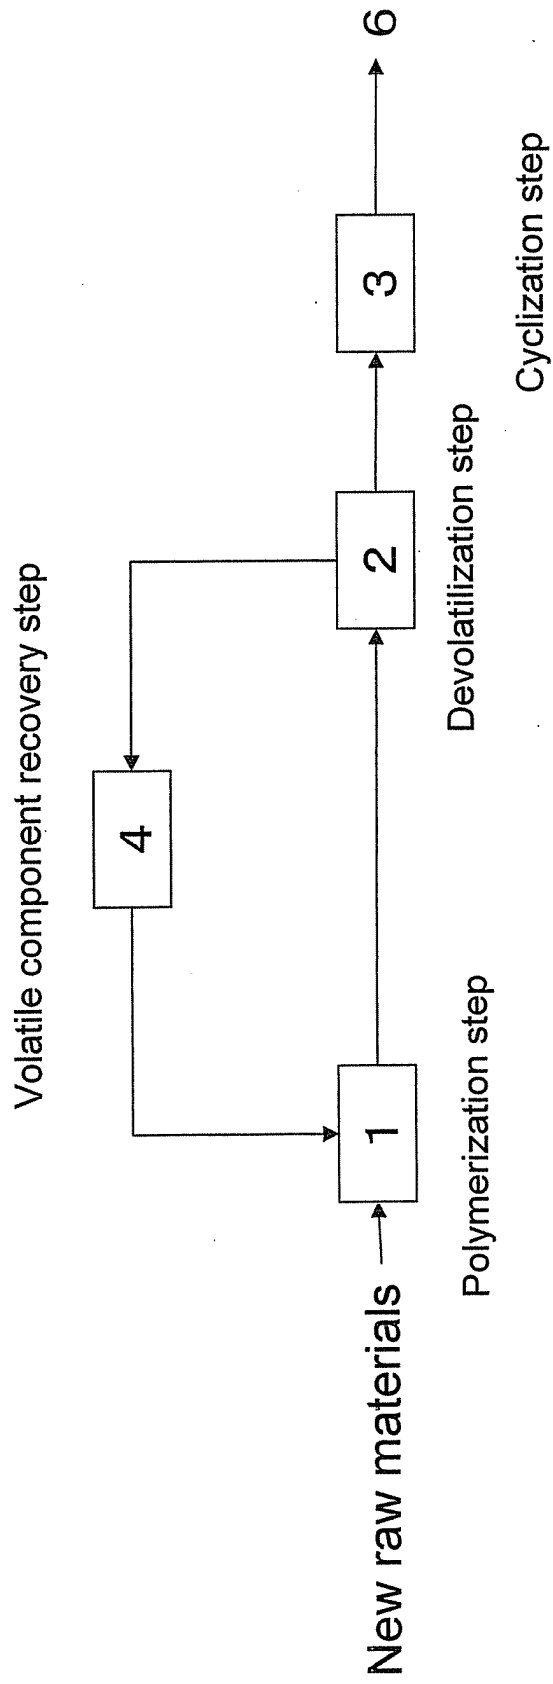 Volatile component recovery step
4
New raw materials
1
2
3
6
Polymerization step
Devolatilization step
Cyclization step